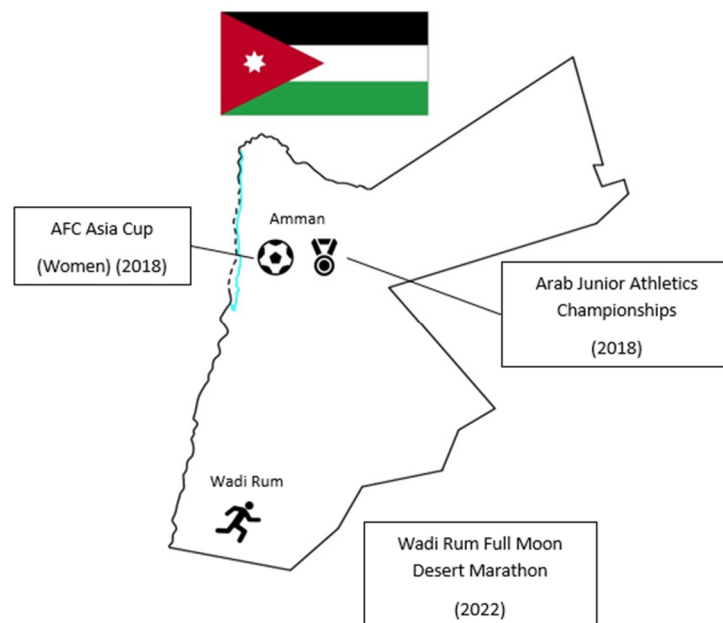 Amman
AFC Asia Cup
(Women) (2018)
Arab Junior Athletics
Championships
(2018)
Wadi Rum
Wadi Rum Full Moon
Desert Marathon
(2022)